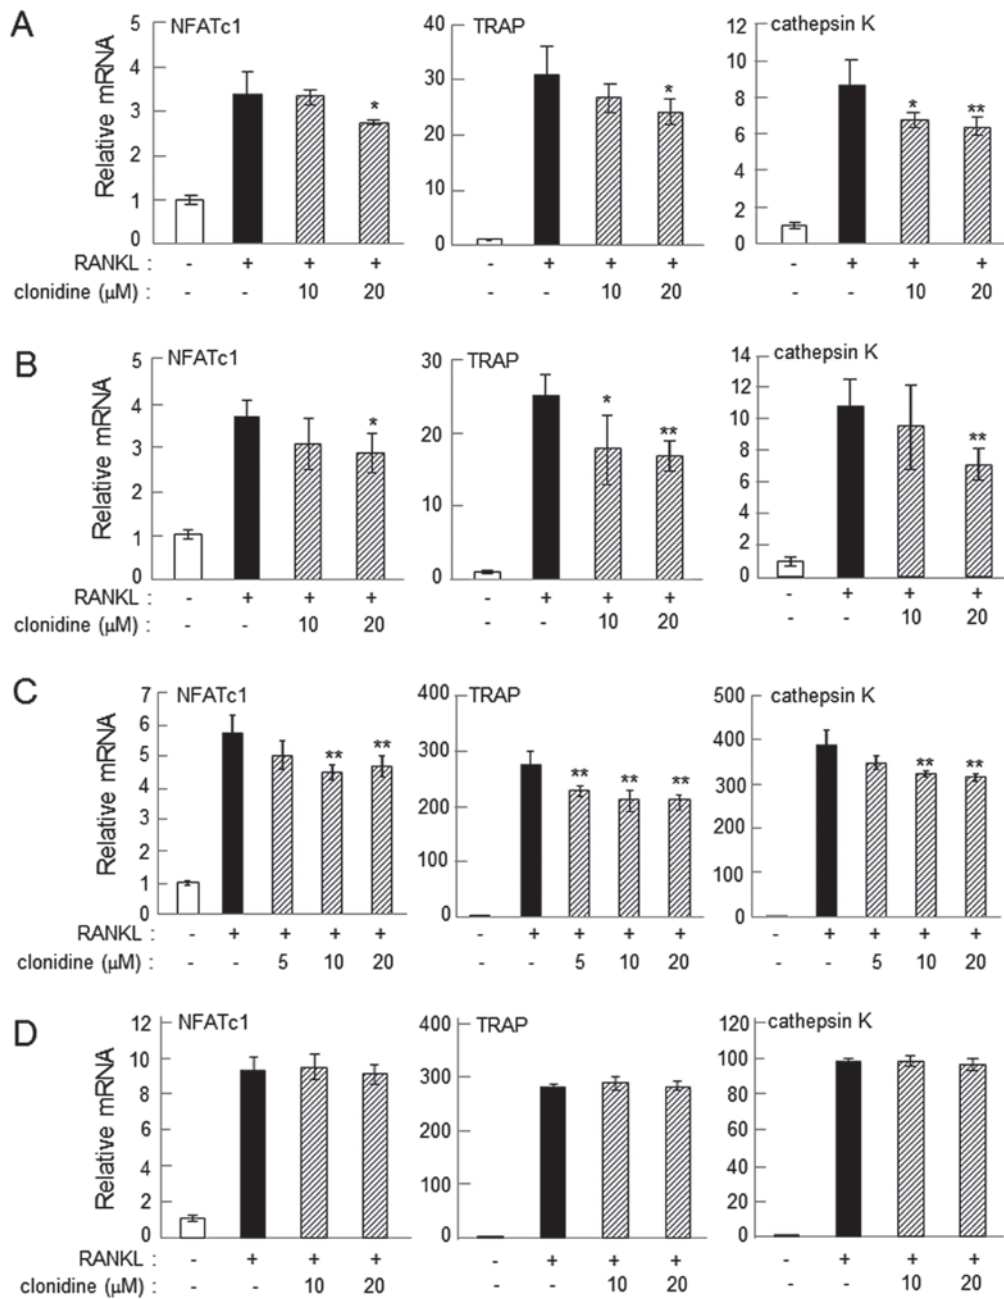 A
NFATc1 TRAP cathepsin K
Relative mRNA
5 4 3 2 1 0
40 30 20 10 0
12 10 8 6 4 2 0
* * * **
RANKL : - + + + - + + + - + + +
clonidine (μM) : - - 10 20 - - 10 20 - - 10 20
B
NFATc1 TRAP cathepsin K
Relative mRNA
5 4 3 2 1 0
30 20 10 0
14 12 10 8 6 4 2 0
* * ** **
RANKL : - + + + - + + + - + + +
clonidine (μM) : - - 10 20 - - 10 20 - - 10 20
C
NFATc1 TRAP cathepsin K
Relative mRNA
7 6 5 4 3 2 1 0
400 300 200 100 0
500 400 300 200 100 0
** ** ** ** ** ** **
RANKL : - + + + + - + + + + - + + + +
clonidine (μM) : - - 5 10 20 - - 5 10 20 - - 5 10 20
D
NFATc1 TRAP cathepsin K
Relative mRNA
12 10 8 6 4 2 0
400 300 200 100 0
120 100 80 60 40 20 0
RANKL : - + + + - + + + - + + +
clonidine (μM) : - - 10 20 - - 10 20 - - 10 20